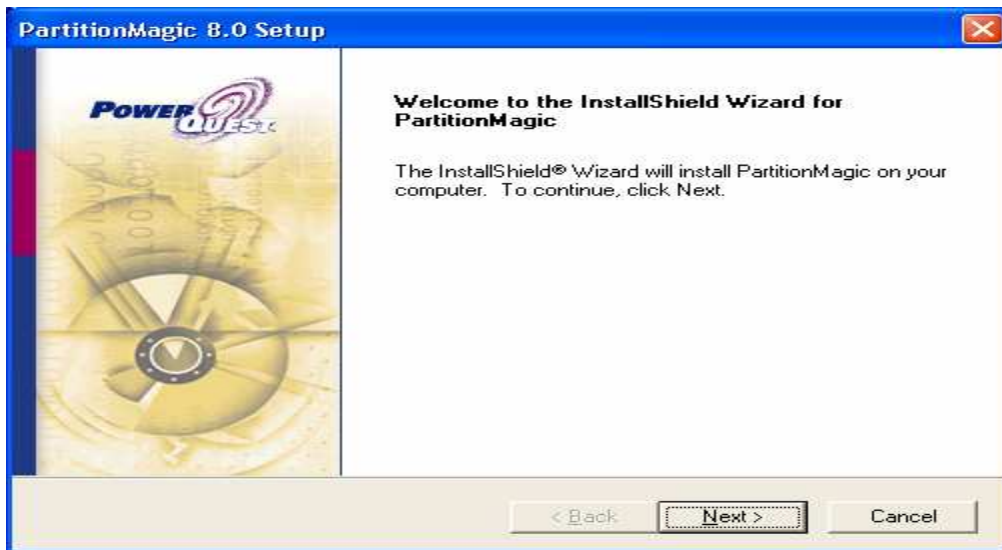 PartitionMagic 8.0 Setup
POWER
QUEST
Welcome to the InstallShield Wizard for
PartitionMagic
The InstallShield® Wizard will install PartitionMagic on your
computer. To continue, click Next.
< Back
Next >
Cancel